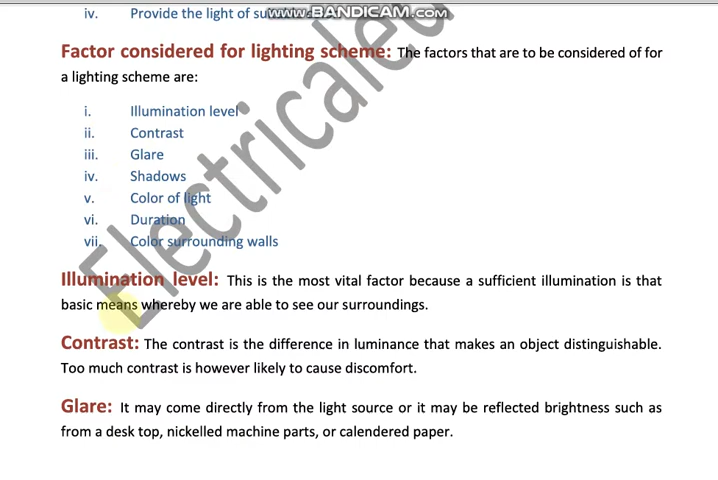 www.BANDICAM.com
iv. Provide the light of
Factor considered for lighting scheme: The factors that are to be considered of for
a lighting scheme are:
i. Illumination level
ii. Contrast
iii. Glare
iv. Shadows
v. Color of light
vi. Duration
vii. Color surrounding walls
Illumination level: This is the most vital factor because a sufficient illumination is that
basic means whereby we are able to see our surroundings.
Contrast: The contrast is the difference in luminance that makes an object distinguishable.
Too much contrast is however likely to cause discomfort.
Glare: It may come directly from the light source or it may be reflected brightness such as
from a desk top, nickelled machine parts, or calendered paper.